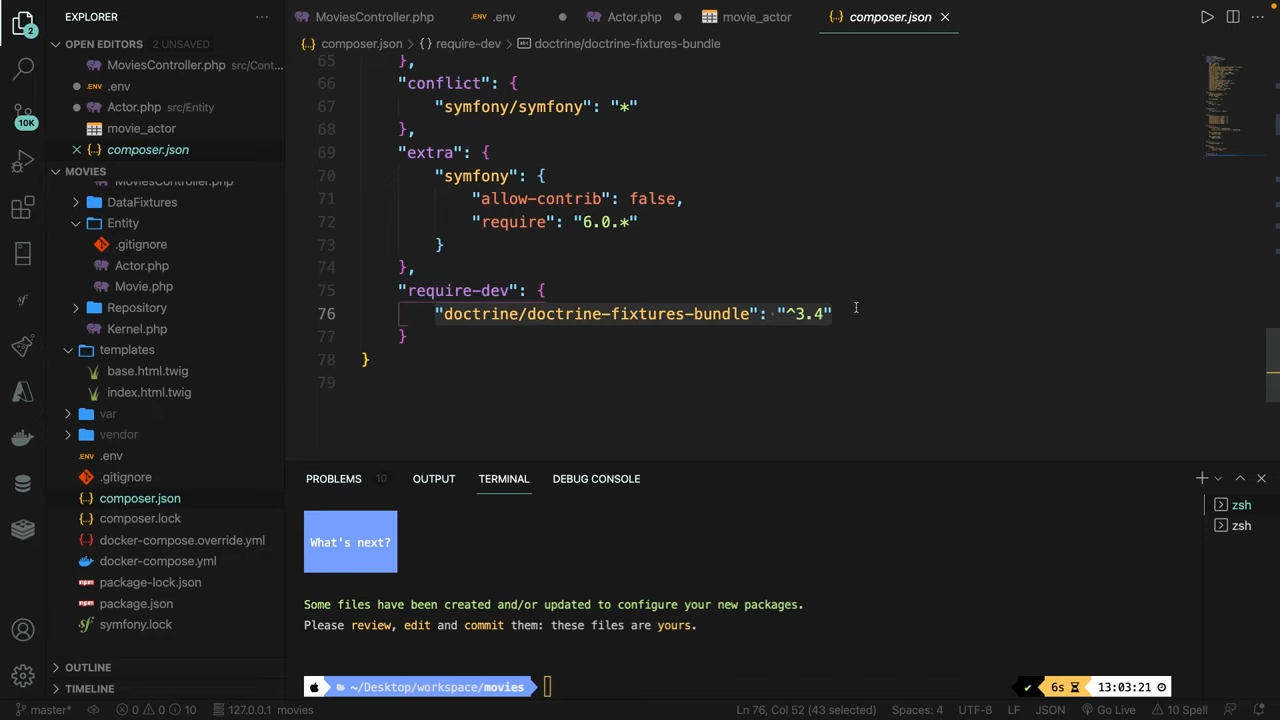 EXPLORER
MoviesController.php
.env
Actor.php
movie_actor
composer.json
OPEN EDITORS 2 UNSAVED
composer.json > {} require-dev > doctrine/doctrine-fixtures-bundle
MoviesController.php src/Cont...
.env
Actor.php src/Entity
movie_actor
composer.json
MOVIES
MoviesController.php
DataFixtures
Entity
.gitignore
Actor.php
Movie.php
Repository
Kernel.php
templates
base.html.twig
index.html.twig
var
vendor
.env
.gitignore
composer.json
composer.lock
docker-compose.override.yml
docker-compose.yml
package-lock.json
package.json
symfony.lock
OUTLINE
TIMELINE
2
10K
65 },
66 "conflict": {
67 "symfony/symfony": "*"
68 },
69 "extra": {
70 "symfony": {
71 "allow-contrib": false,
72 "require": "6.0.*"
73 }
74 },
75 "require-dev": {
76 "doctrine/doctrine-fixtures-bundle": "^3.4"
77 }
78 }
79
PROBLEMS 10 OUTPUT TERMINAL DEBUG CONSOLE
zsh
zsh
What's next?
Some files have been created and/or updated to configure your new packages.
Please review, edit and commit them: these files are yours.
~/Desktop/workspace/movies
6s 13:03:21
master* 0 0 10 127.0.0.1 movies Ln 76, Col 52 (43 selected) Spaces: 4 UTF-8 LF JSON Go Live 10 Spell